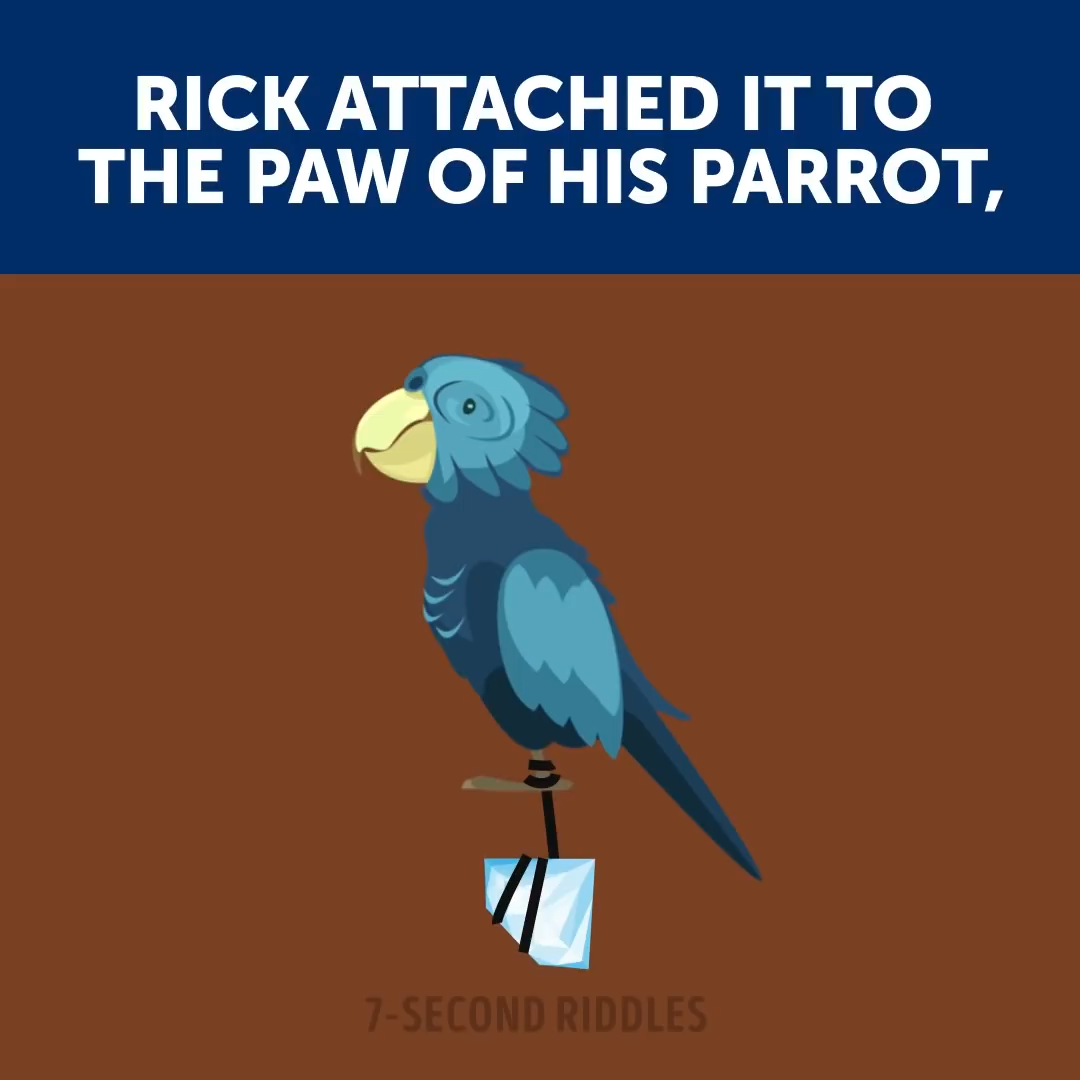 RICK ATTACHED IT TO
THE PAW OF HIS PARROT,
7-SECOND RIDDLES